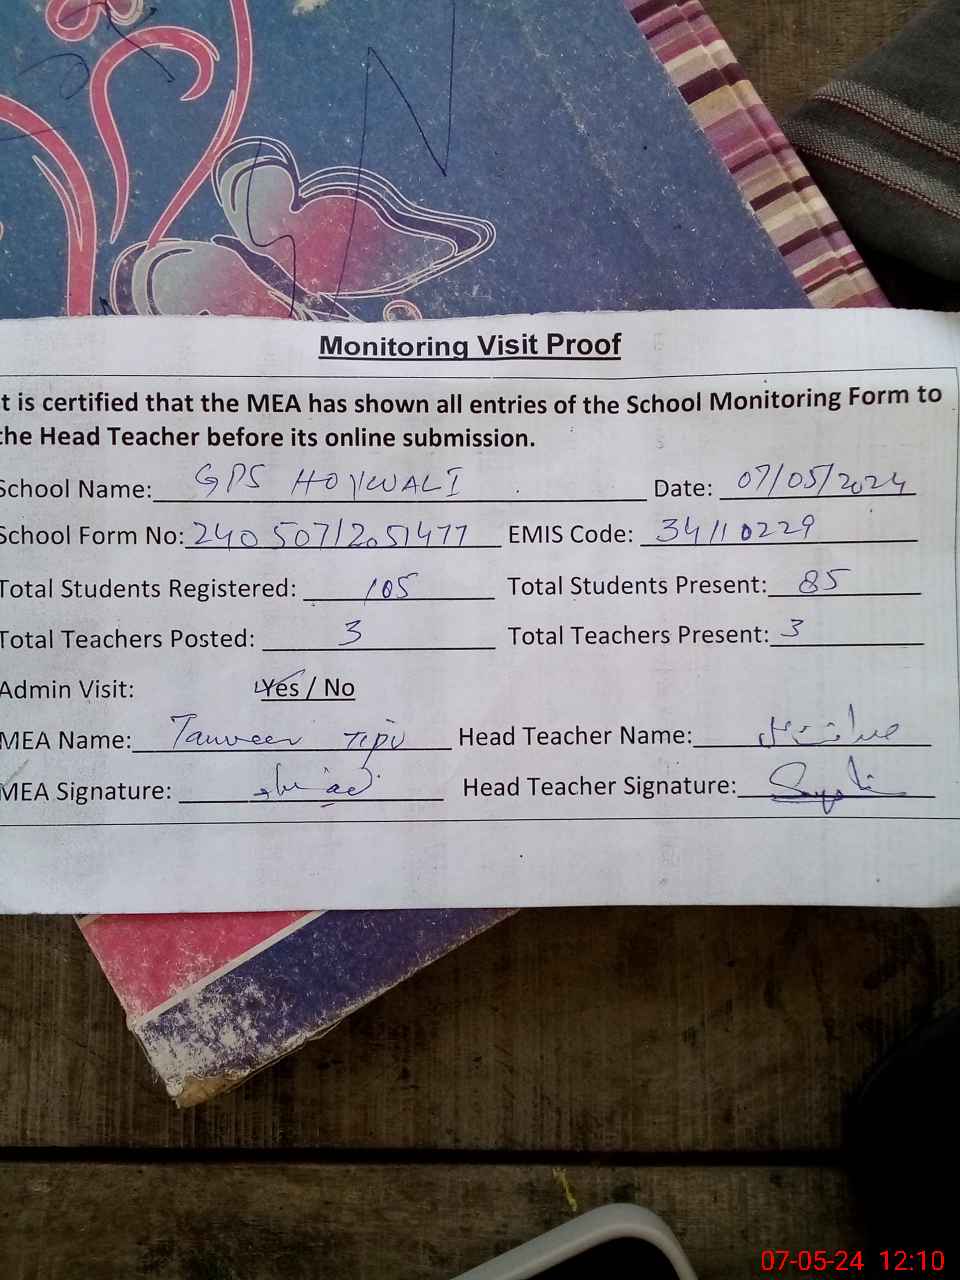 Monitoring Visit Proof
t is certified that the MEA has shown all entries of the School Monitoring Form to
the Head Teacher before its online submission.
School Name: GPS Date: 07/05/2024
School Form No: 240507/2051477 EMIS Code: 34110229
Total Students Registered: 105 Total Students Present: 85
Total Teachers Posted: 3 Total Teachers Present: 3
Admin Visit: Yes / No
MEA Name: Tanveer Tipu Head Teacher Name:
MEA Signature: Head Teacher Signature:
07-05-24 12:10